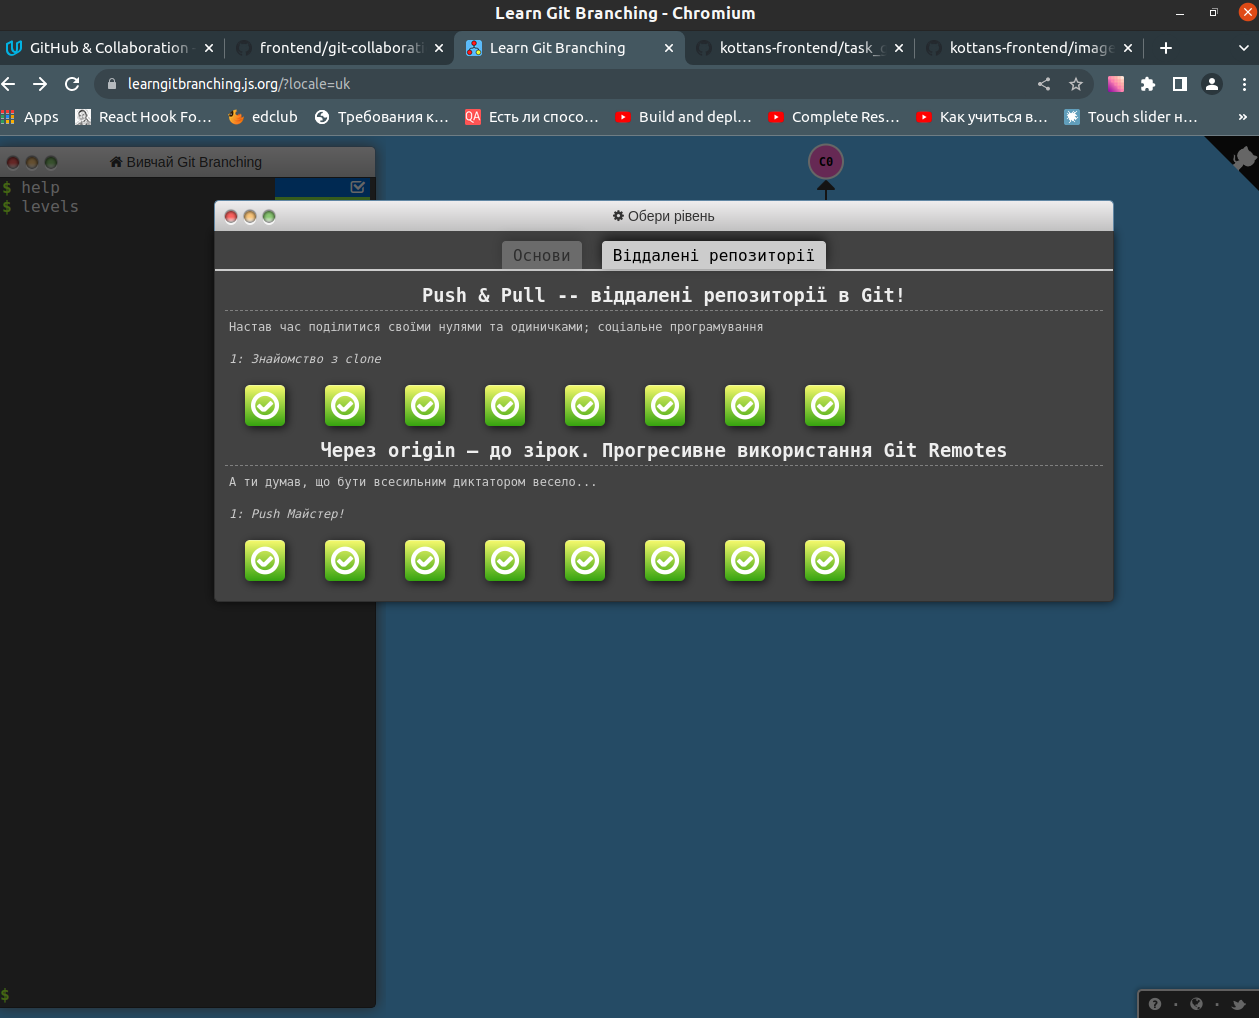 Learn Git Branching - Chromium
GitHub & Collaboration -
frontend/git-collaborati
Learn Git Branching
kottans-frontend/task_g
kottans-frontend/image
learngitbranching.js.org/?locale=uk
Apps
React Hook Fo...
edclub
Требования к...
QA
Есть ли спосо...
Build and depl...
Complete Res...
Как учиться в...
Touch slider н...
»
Вивчай Git Branching
$ help
$ levels
C0
Обери рівень
Основи
Віддалені репозиторії
Push & Pull -- віддалені репозиторії в Git!
Настав час поділитися своїми нулями та одиничками; соціальне програмування
1: Знайомство з clone
Через origin – до зірок. Прогресивне використання Git Remotes
А ти думав, що бути всесильним диктатором весело...
1: Push Майстер!
$